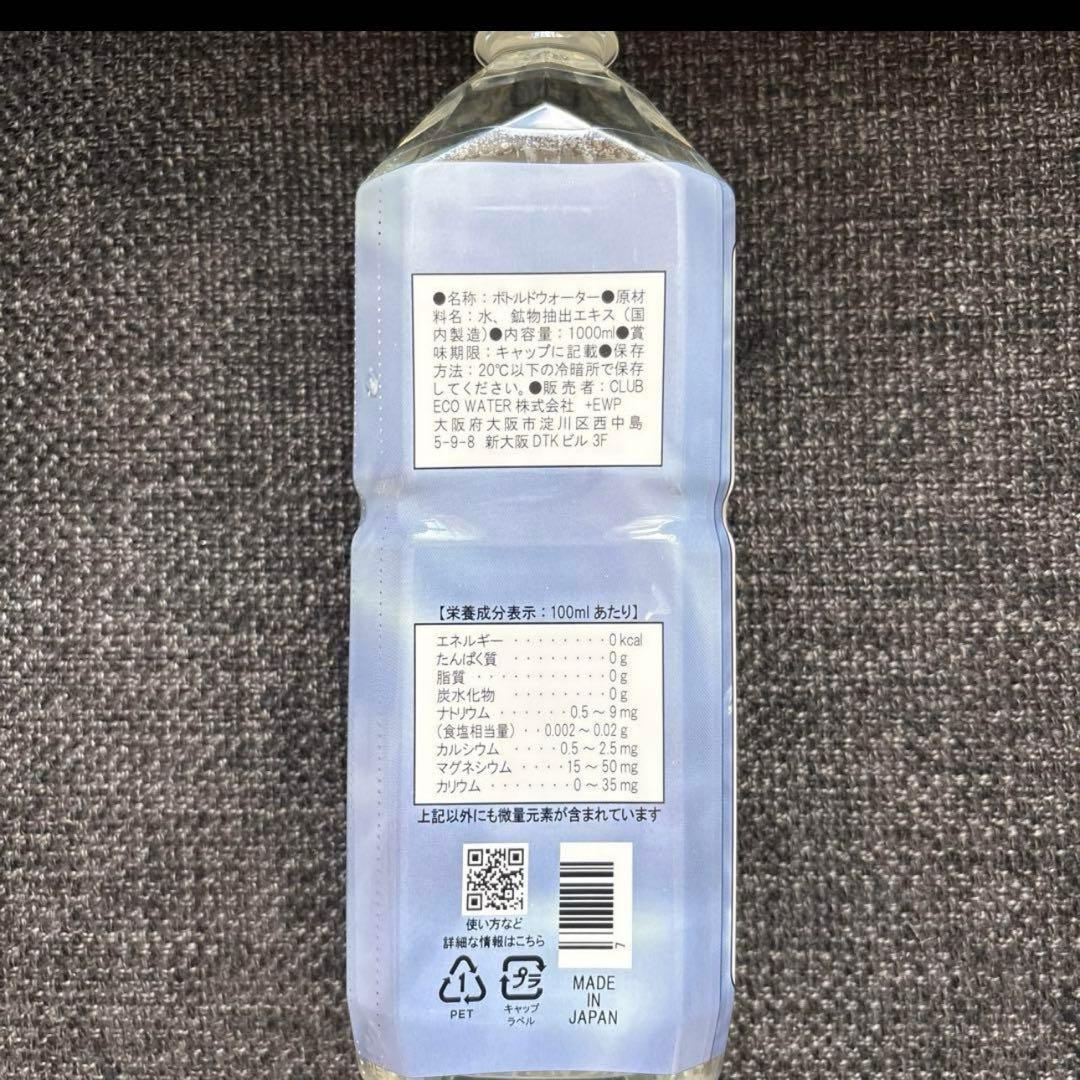 ●名称：ボトルドウォーター●原材
料名：水、鉱物抽出エキス（国
内製造）●内容量：1000ml●賞
味期限：キャップに記載●保存
方法：20℃以下の冷暗所で保存
してください。●販売者：CLUB
ECO WATER 株式会社 +EWP
大阪府大阪市淀川区西中島
5-9-8 新大阪 DTK ビル 3F
【栄養成分表示：100ml あたり】
エネルギー ········0 kcal
たんぱく質 ········0 g
脂質 ···········0 g
炭水化物 ········0 g
ナトリウム ······0.5～9 mg
(食塩相当量) ··0.002～0.02 g
カルシウム ····0.5～2.5 mg
マグネシウム ····15～50 mg
カリウム ·······0～35 mg
上記以外にも微量元素が含まれています
使い方など
詳細な情報はこちら
7
1
PET
プラ
キャップ
ラベル
MADE
IN
JAPAN